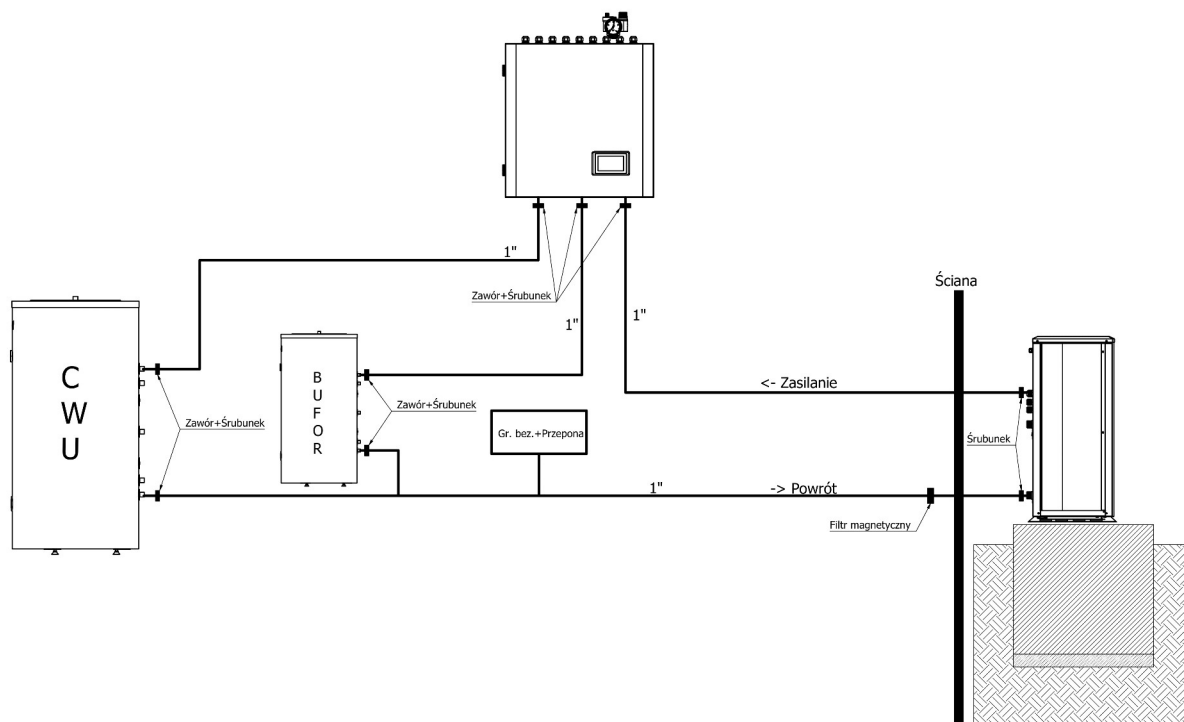 1"
Zawór+Śrubunek
1"
1"
Ściana
C
W
U
B
U
F
O
R
Zawór+Śrubunek
Zawór+Śrubunek
Gr. bez.+Przepona
<- Zasilanie
Śrubunek
1"
-> Powrót
Filtr magnetyczny